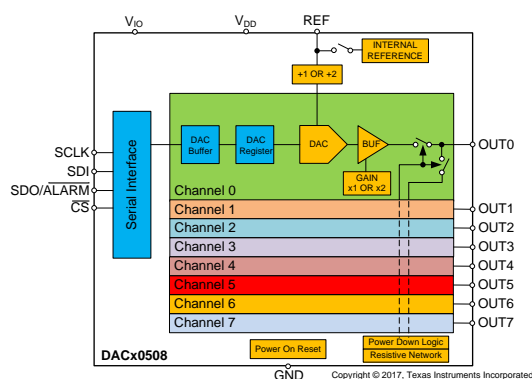 VIO
VDD
REF
INTERNAL
REFERENCE
+1 OR +2
Serial Interface
DAC
Buffer
DAC
Register
DAC
BUF
GAIN
x1 OR x2
SCLK
SDI
SDO/ALARM
CS
OUT0
Channel 0
Channel 1
OUT1
Channel 2
OUT2
Channel 3
OUT3
Channel 4
OUT4
Channel 5
OUT5
Channel 6
OUT6
Channel 7
OUT7
DACx0508
Power On Reset
Power Down Logic
Resistive Network
GND
Copyright © 2017, Texas Instruments Incorporated